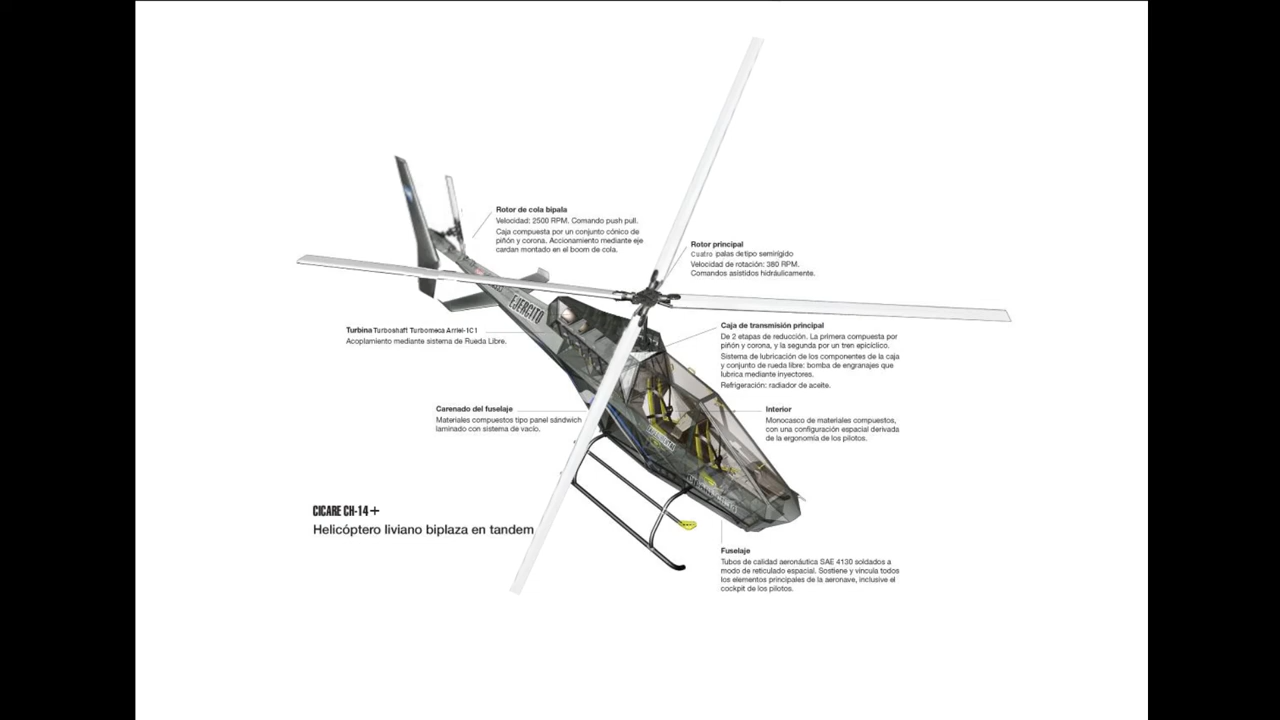 Rotor de cola bipala
Velocidad: 2500 RPM. Comando push pull.
Caja compuesta por un conjunto cónico de
piñón y corona. Accionamiento mediante eje
cardan montado en el boom de cola.
Rotor principal
Cuatro palas de tipo semirígido
Velocidad de rotación: 380 RPM.
Comandos asistidos hidráulicamente.
EJERCITO
Turbina Turboshaft Turbomeca Arriel-1C1
Acoplamiento mediante sistema de Rueda Libre.
Caja de transmisión principal
De 2 etapas de reducción. La primera compuesta por
piñón y corona, y la segunda por un tren epicíclico.
Sistema de lubricación de los componentes de la caja
y conjunto de rueda libre: bomba de engranajes que
lubrica mediante inyectores.
Refrigeración: radiador de aceite.
Carenado del fuselaje
Materiales compuestos tipo panel sándwich
laminado con sistema de vacío.
Interior
Monocasco de materiales compuestos,
con una configuración espacial derivada
de la ergonomía de los pilotos.
CICARE CH-14+
Helicóptero liviano biplaza en tandem
Fuselaje
Tubos de calidad aeronáutica SAE 4130 soldados a
modo de reticulado espacial. Sostiene y vincula todos
los elementos principales de la aeronave, inclusive el
cockpit de los pilotos.